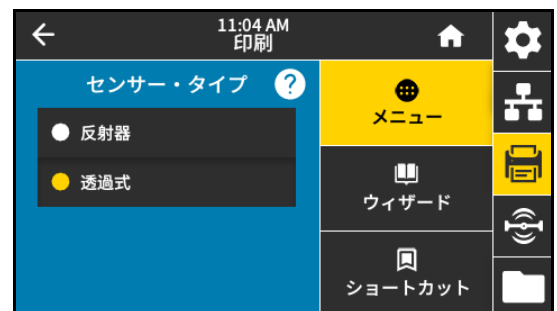 11:04 AM
印刷
センサー・タイプ ?
反射器
透過式
メニュー
ウィザード
ショートカット